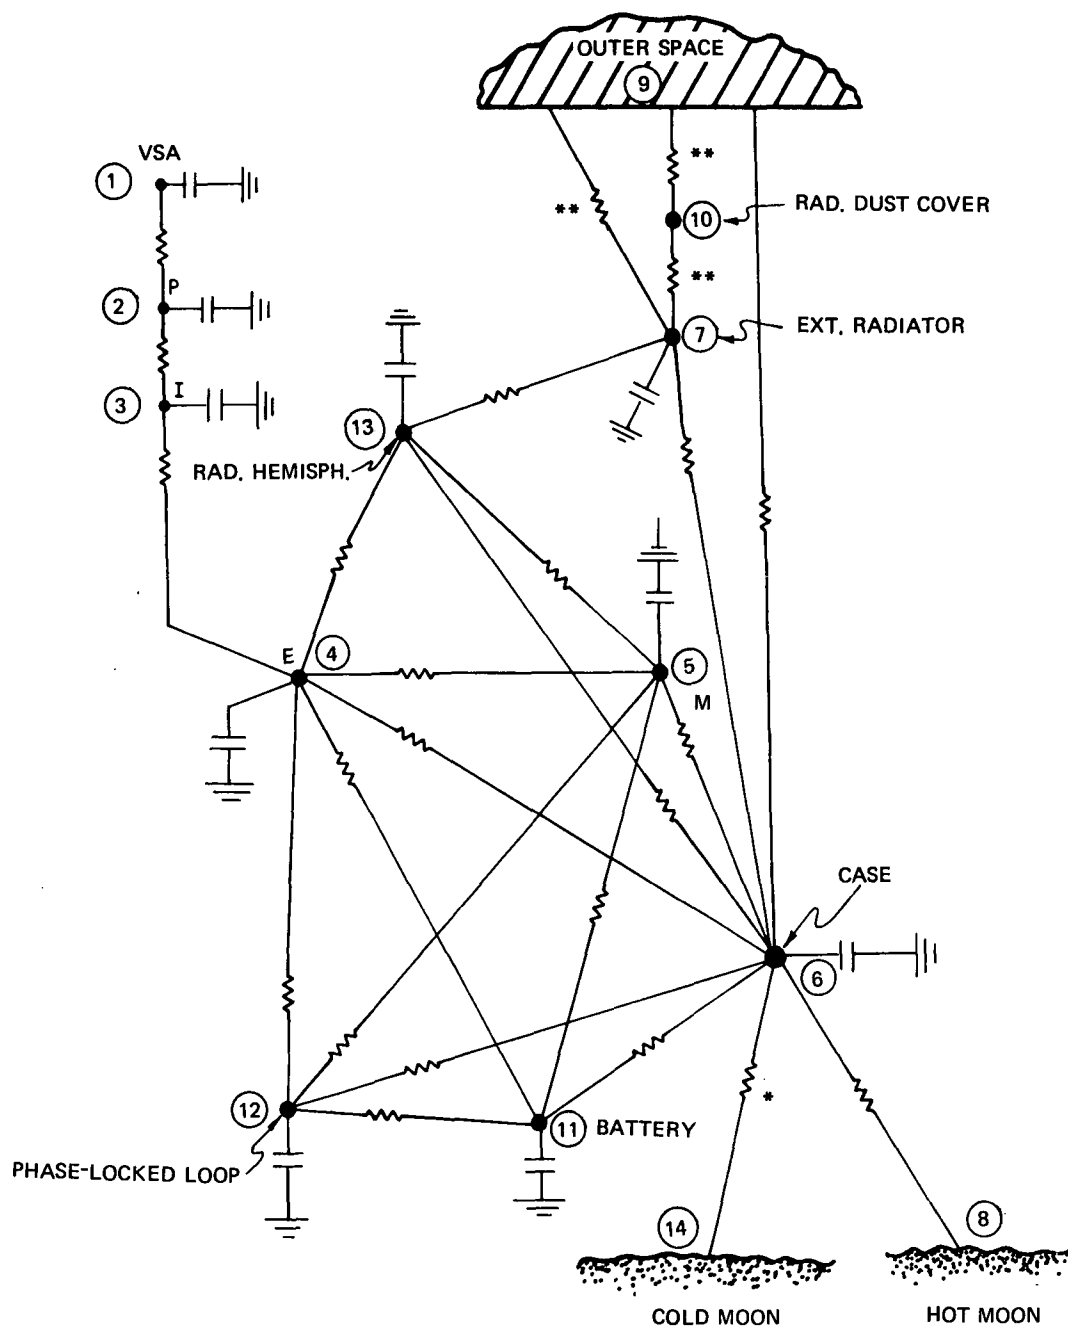 OUTER SPACE
9
VSA
1
**
**
10
RAD. DUST COVER
P
2
**
7
EXT. RADIATOR
I
3
13
RAD. HEMISPH.
E
4
5
M
CASE
6
12
*
11
BATTERY
PHASE-LOCKED LOOP
14
8
COLD MOON
HOT MOON